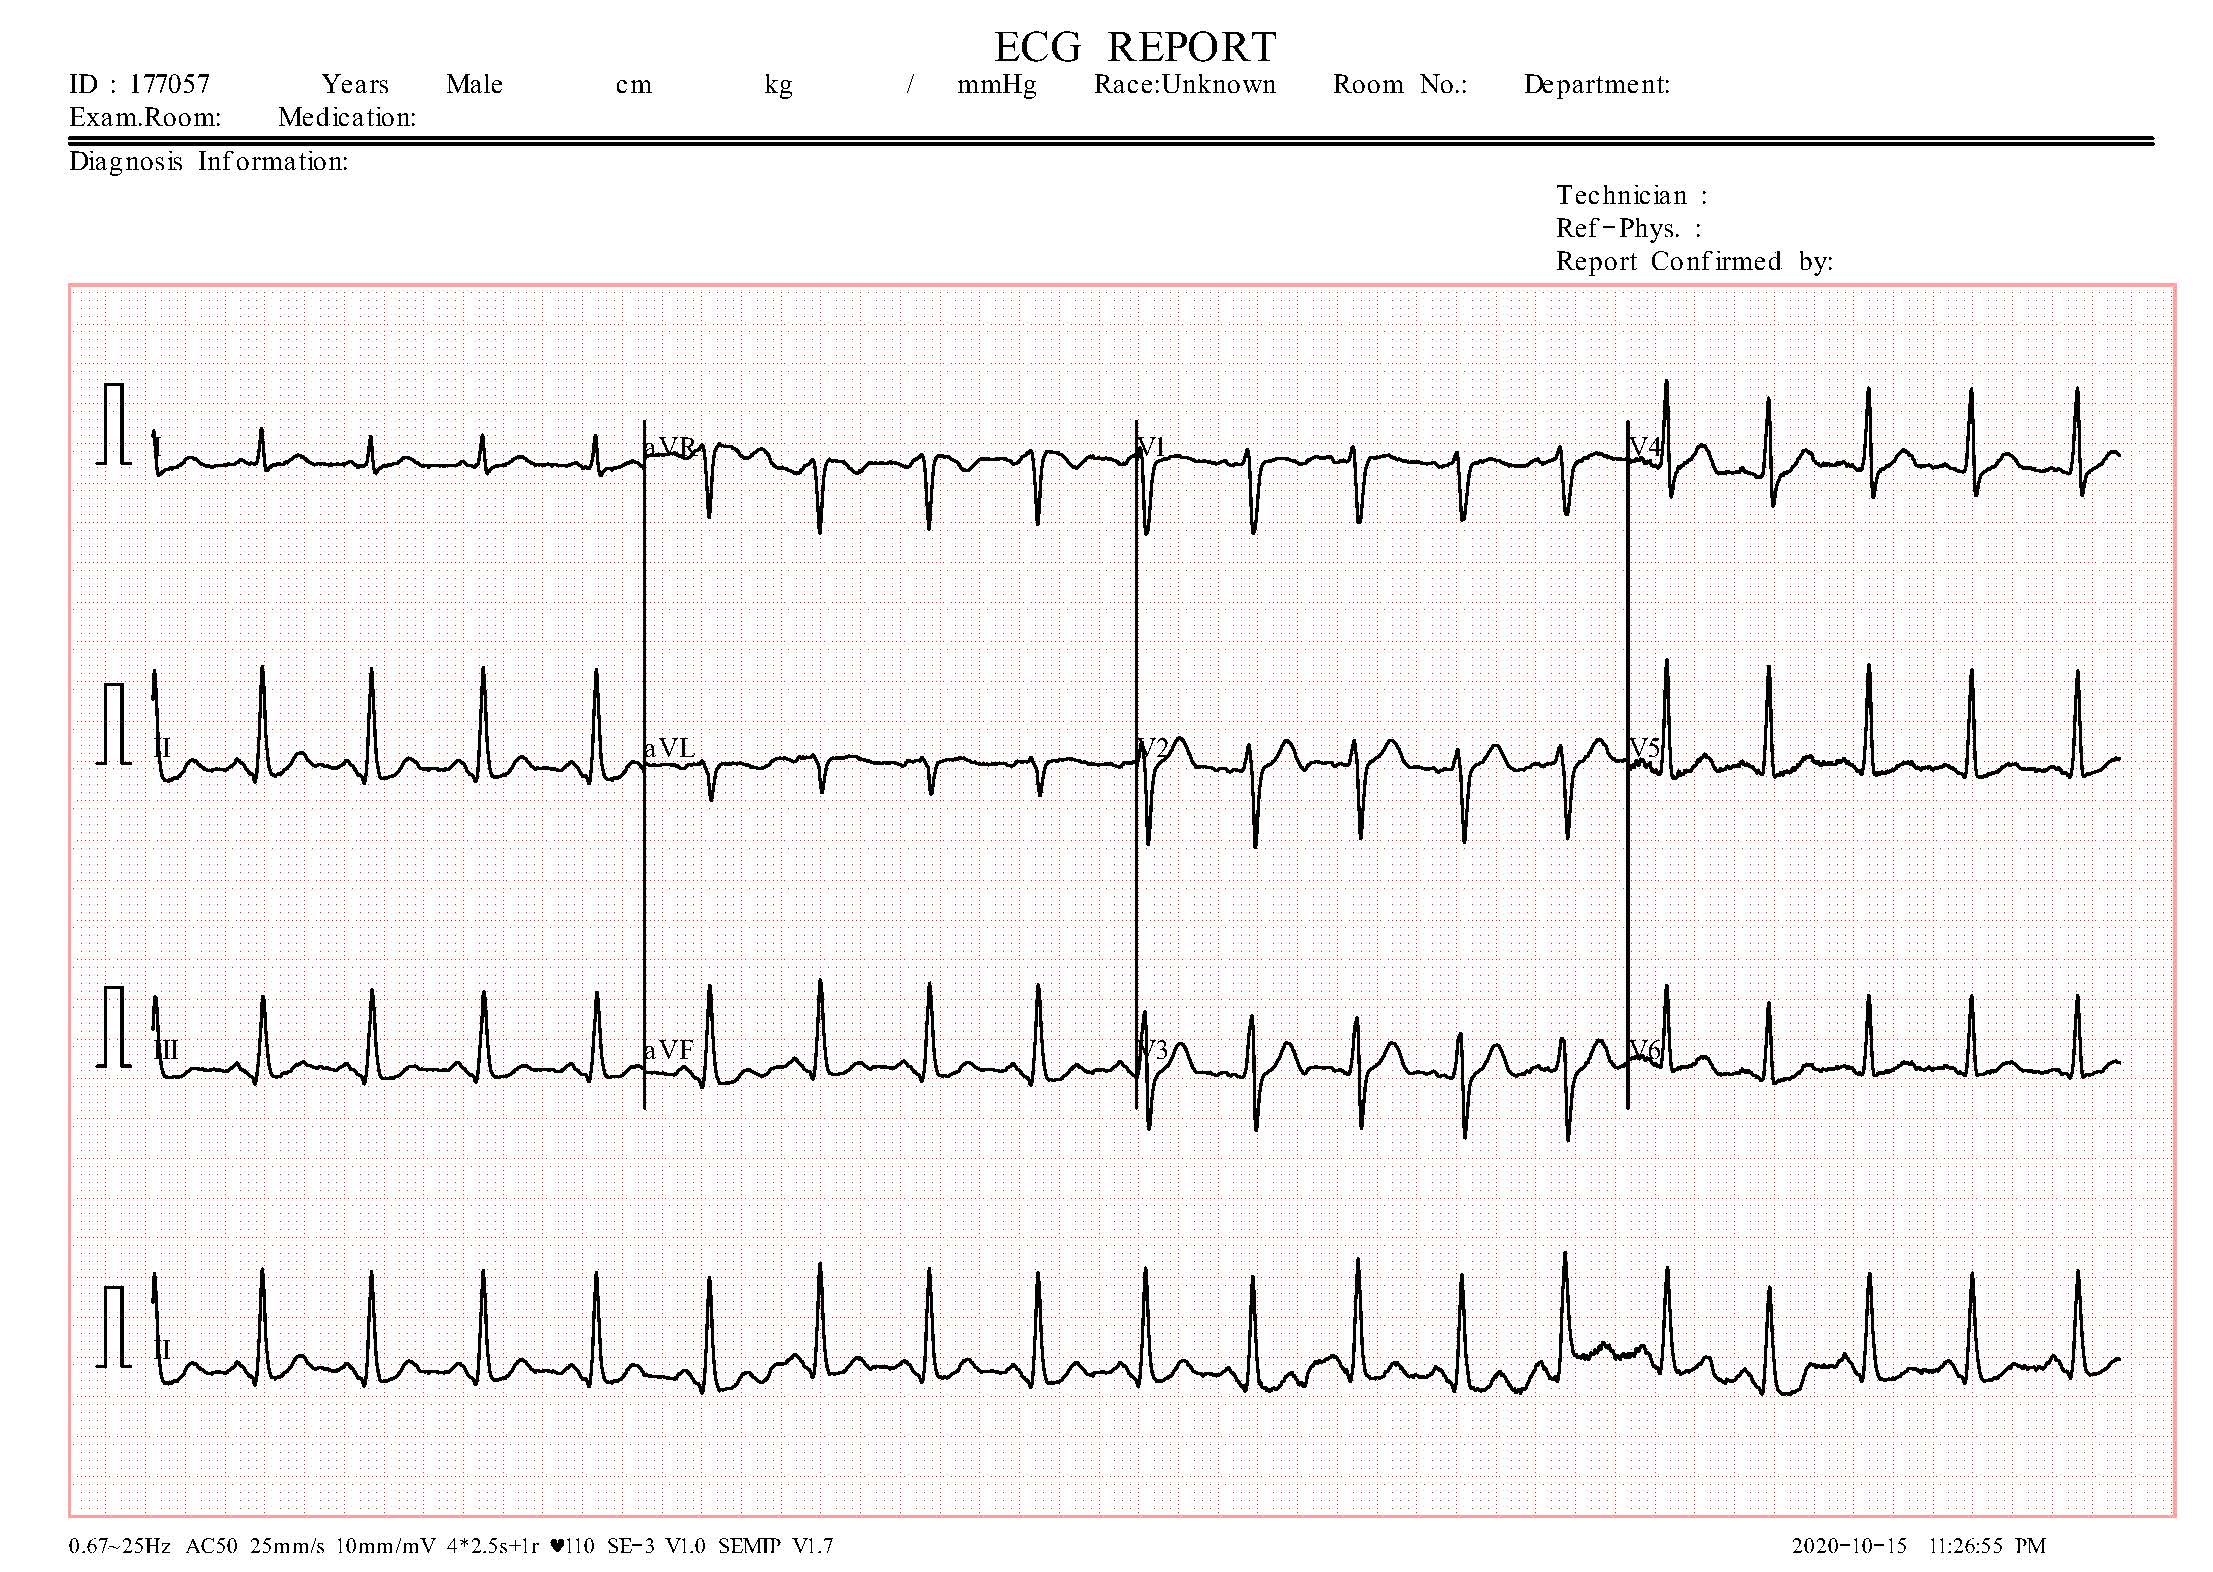 ECG REPORT
ID : 177057 Years Male cm kg / mmHg Race:Unknown Room No.: Department:
Exam.Room: Medication:
Diagnosis Information:
Technician :
Ref-Phys. :
Report Confirmed by:
I aVR V1 V4
II aVL V2 V5
III aVF V3 V6
II
0.67~25Hz AC50 25mm/s 10mm/mV 4*2.5s+1r ♥110 SE-3 V1.0 SEMIP V1.7 2020-10-15 11:26:55 PM